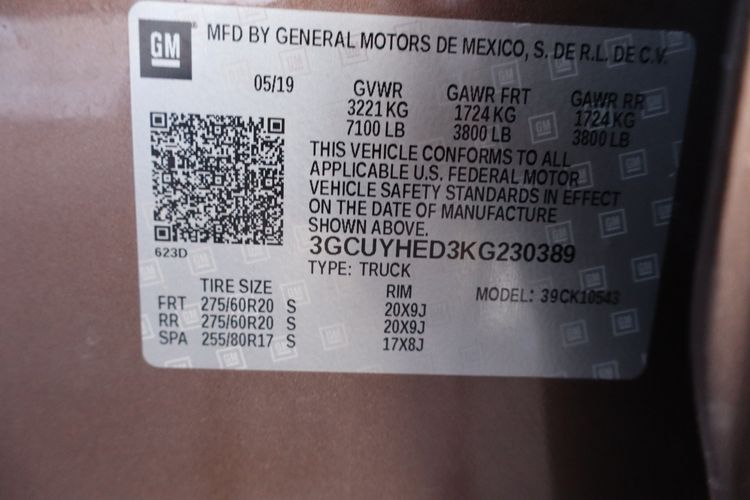 GM
MFD BY GENERAL MOTORS DE MEXICO, S. DE R.L. DE C.V.
05/19 GVWR GAWR FRT GAWR RR
3221 KG 1724 KG 1724 KG
7100 LB 3800 LB 3800 LB
THIS VEHICLE CONFORMS TO ALL
APPLICABLE U.S. FEDERAL MOTOR
VEHICLE SAFETY STANDARDS IN EFFECT
ON THE DATE OF MANUFACTURE
SHOWN ABOVE.
623D
3GCUYHED3KG230389
TYPE: TRUCK
TIRE SIZE RIM MODEL: 39CK10543
FRT 275/60R20 S 20X9J
RR 275/60R20 S 20X9J
SPA 255/80R17 S 17X8J